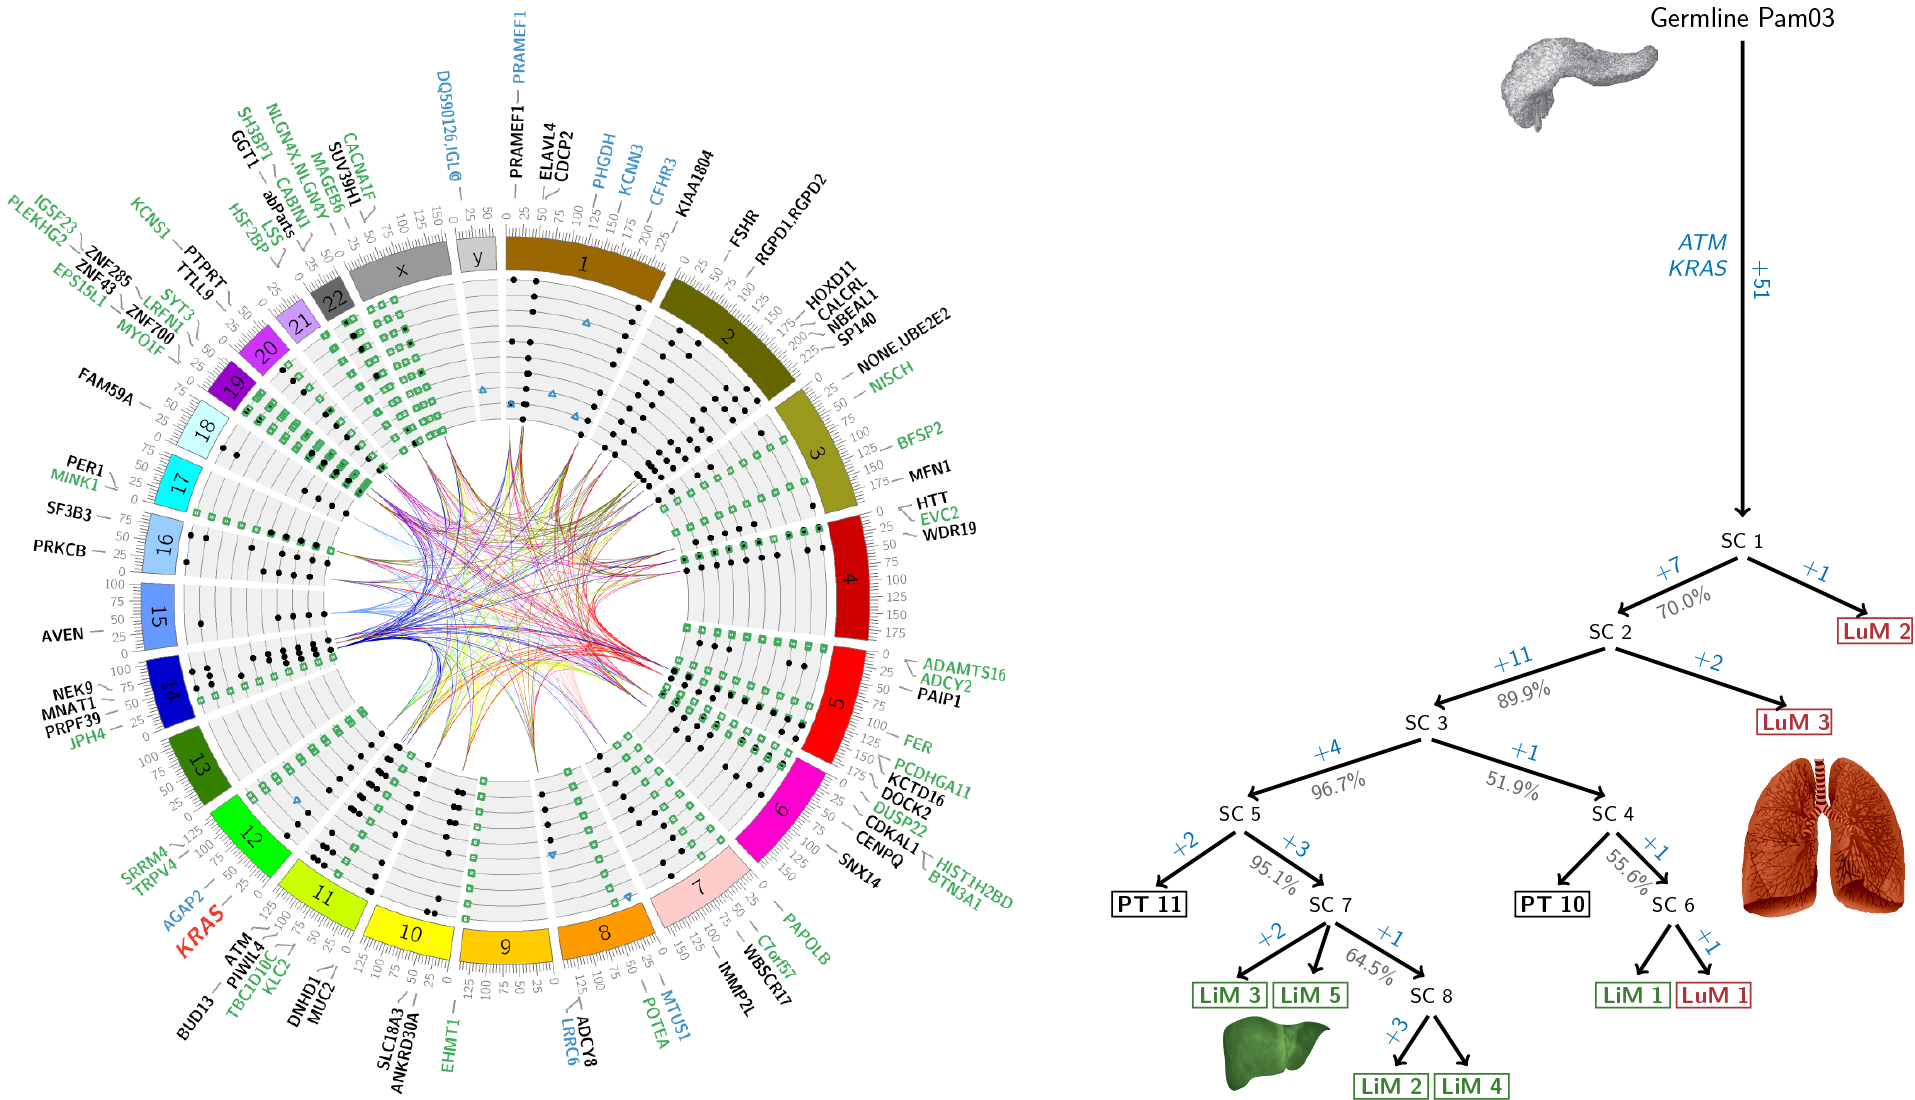 PRAMEF1
PRAMEF1
ELAVL4
CDCP2
PHGDH
KCNN3
CFHR3
KIAA1804
FSHR
RGPD1,RGPD2
HOXD11
CALCRL
NBEAL1
SP140
NONE,UBE2E2
NISCH
BFSP2
MFN1
HTT
EVC2
WDR19
ADAMTS16
ADCY2
PAIP1
FER
PCDHGA11
KCTD16
DOCK2
DUSP22
CDKAL1
CENPQ
HIST1H2BD
BTN3A1
SNX14
PAPOLB
C7orf57
WBSCR17
IMMP2L
MTUS1
POTEA
ADCY8
LRRC6
EHMT1
SLC18A3
ANKRD30A
DNHD1
MUC2
ATM
PIWIL4
TBC1D10C
KLC2
BUD13
KRAS
AGAP2
SRRM4
TRPV4
NEK9
MNAT1
PRPF39
JPH4
AVEN
PRKCB
SF3B3
PER1
MINK1
FAM59A
IGSF23
PLEKHG2
ZNF285
ZNF43
EPS15L1
SYT3
LRFN1
ZNF700
MYO1F
KCNS1
PTPRT
TTLL9
HSF2BP
LSS
abParts
GGT1
CABIN1
SH3BP1
NLGN4X,NLGN4Y
MAGEB6
SUV39H1
CACNA1F
DQ590126,IGL@
1
2
3
4
5
6
7
8
9
10
11
12
13
14
15
16
17
18
19
20
21
22
x
y
Germline Pam03
ATM
KRAS
+51
SC 1
+7
70.0%
+1
LuM 2
SC 2
+11
89.9%
+2
LuM 3
SC 3
+4
96.7%
+1
51.9%
SC 5
SC 4
+2
+3
95.1%
+1
55.6%
PT 11
SC 7
PT 10
SC 6
+2
+1
64.5%
+1
LiM 3
LiM 5
SC 8
LiM 1
LuM 1
+3
LiM 2
LiM 4